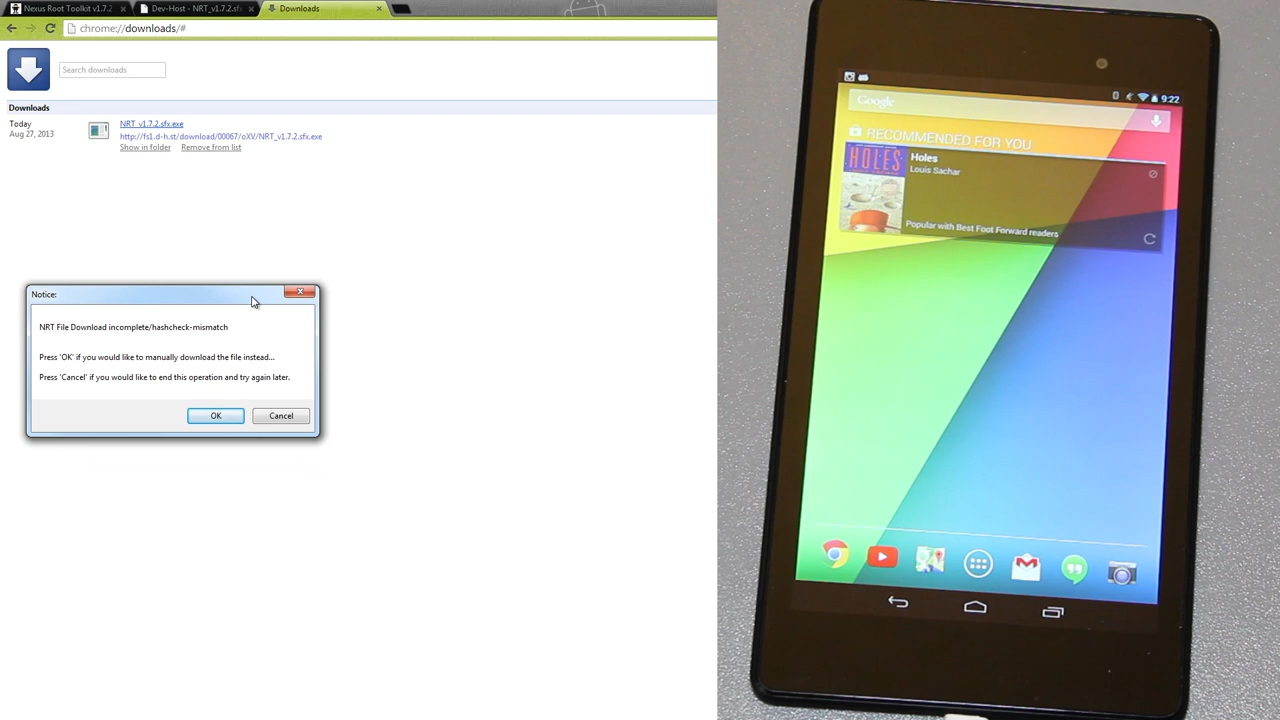 Nexus Root Toolkit v1.7.2
Dev-Host - NRT_v1.7.2.sfx
Downloads
chrome://downloads/#
Search downloads
Downloads
Today
Aug 27, 2013
NRT_v1.7.2.sfx.exe
http://fs1.d-h.st/download/00067/oXV/NRT_v1.7.2.sfx.exe
Show in folder
Remove from list
Notice:
NRT File Download incomplete/hashcheck-mismatch
Press 'OK' if you would like to manually download the file instead...
Press 'Cancel' if you would like to end this operation and try again later.
OK
Cancel
9:22
Google
RECOMMENDED FOR YOU
HOLES
Holes
Louis Sachar
Popular with Best Foot Forward readers